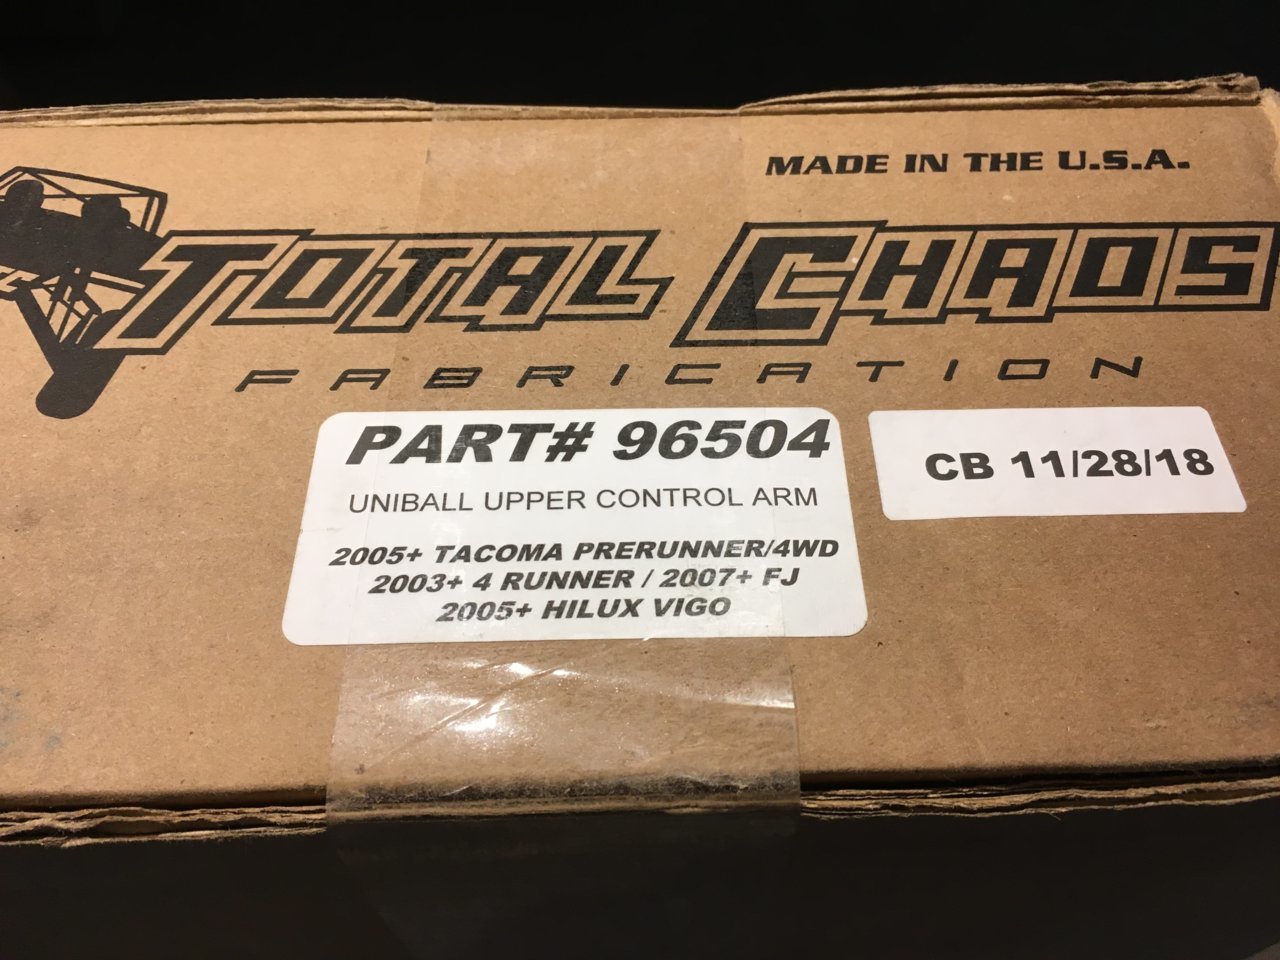 MADE IN THE U.S.A.
TOTAL CHAOS
FABRICATION
PART# 96504
UNIBALL UPPER CONTROL ARM
2005+ TACOMA PRERUNNER/4WD
2003+ 4 RUNNER / 2007+ FJ
2005+ HILUX VIGO
CB 11/28/18